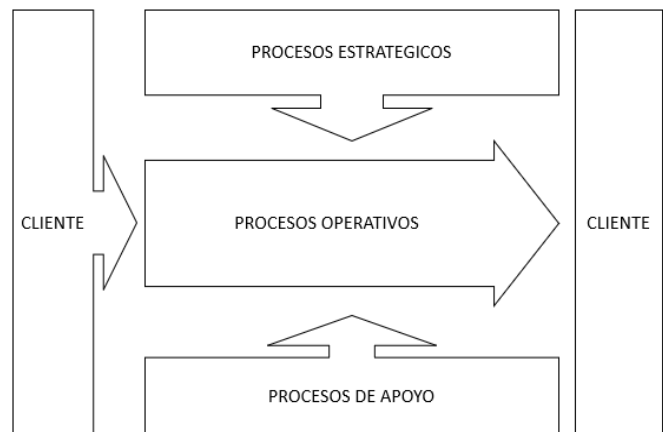 PROCESOS ESTRATEGICOS
CLIENTE
PROCESOS OPERATIVOS
CLIENTE
PROCESOS DE APOYO